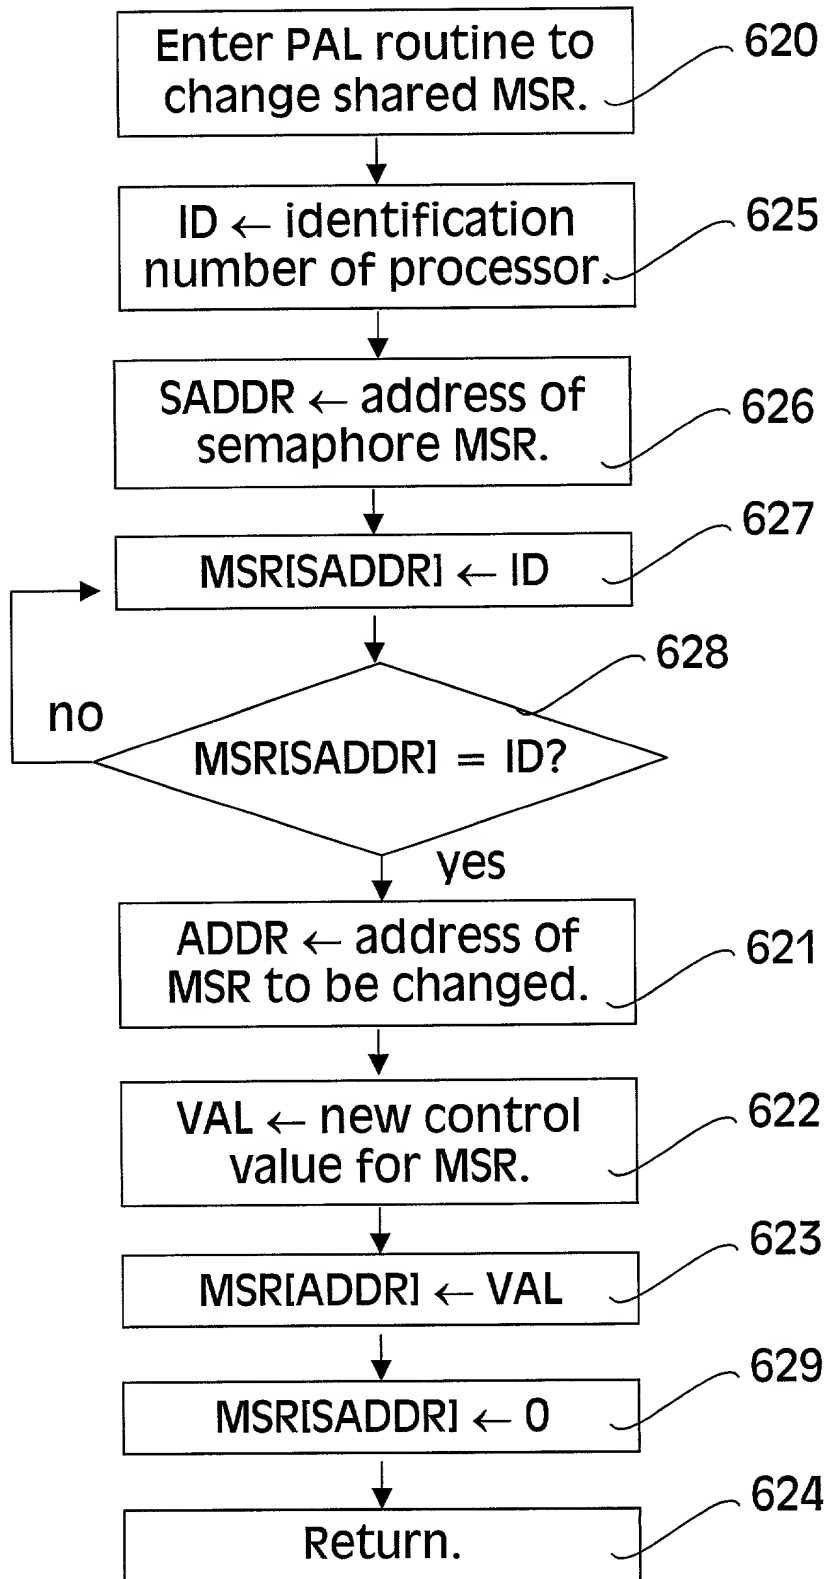 Enter PAL routine to
change shared MSR.
620
ID ← identification
number of processor.
625
SADDR ← address of
semaphore MSR.
626
MSR[SADDR] ← ID
627
MSR[SADDR] = ID?
628
no
yes
ADDR ← address of
MSR to be changed.
621
VAL ← new control
value for MSR.
622
MSR[ADDR] ← VAL
623
MSR[SADDR] ← 0
629
Return.
624